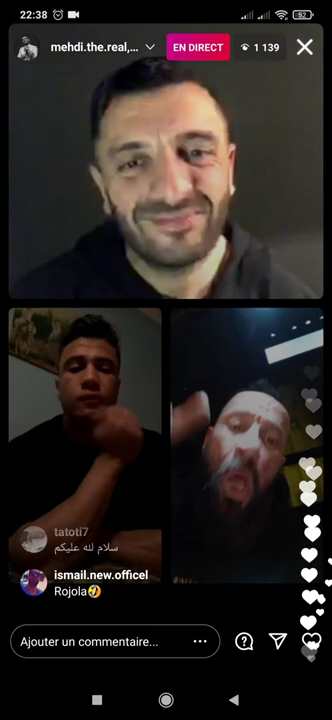 22:38
52
mehdi.the.real,...
EN DIRECT
1 139
tatoti7
سلام لله عليكم
ismail.new.officel
Rojola🤣
Ajouter un commentaire...